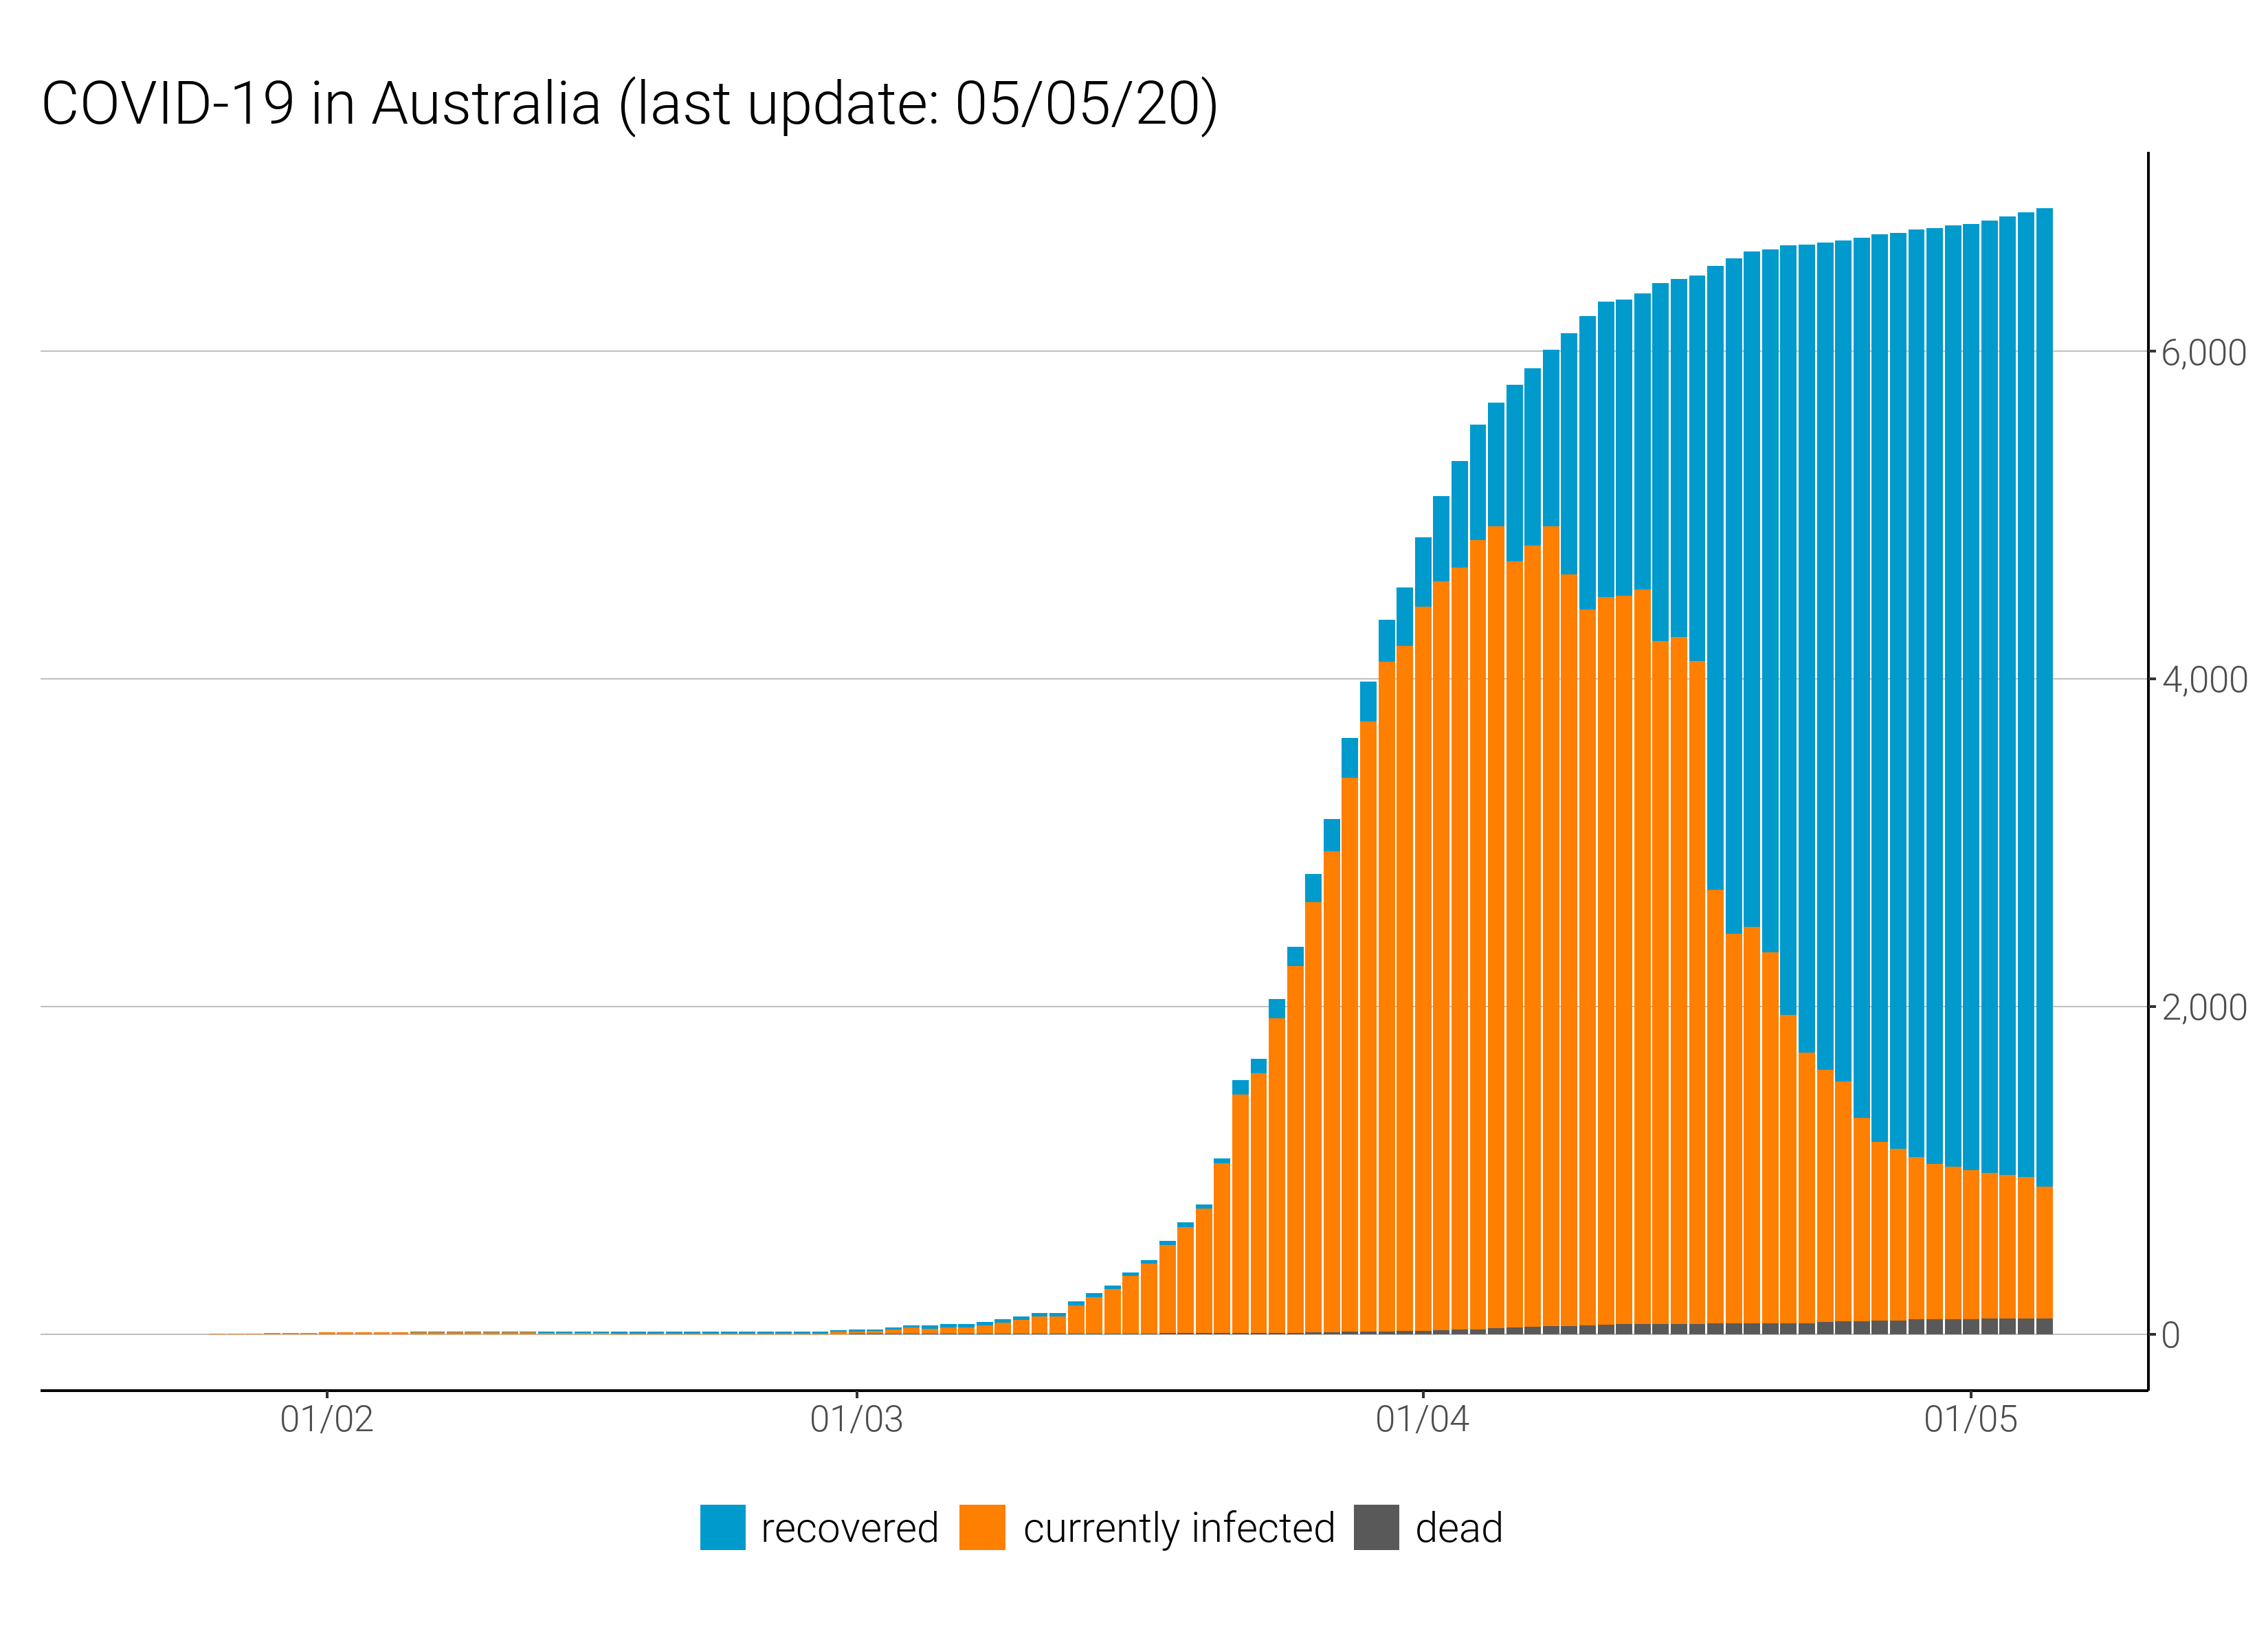 COVID-19 in Australia (last update: 05/05/20)
6,000
4,000
2,000
0
01/02 01/03 01/04 01/05
recovered currently infected dead